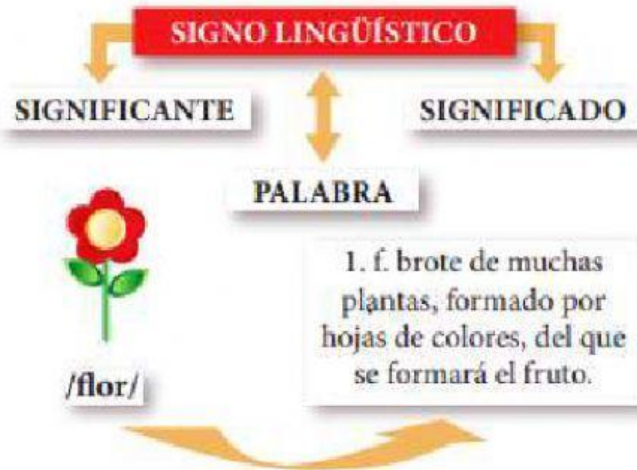 SIGNO LINGÜÍSTICO
SIGNIFICANTE
SIGNIFICADO
PALABRA
1. f. brote de muchas
plantas, formado por
hojas de colores, del que
se formará el fruto.
/flor/